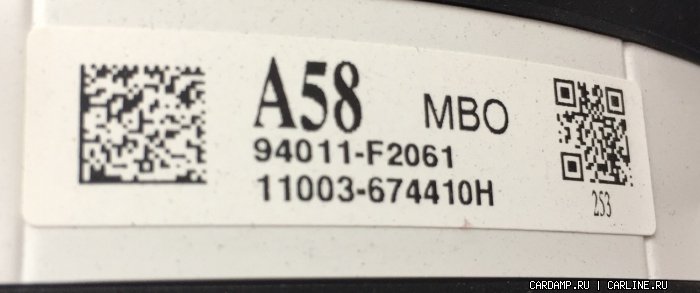 A58 MBO
94011-F2061
11003-674410H
253
CARDAMP.RU | CARLINE.RU